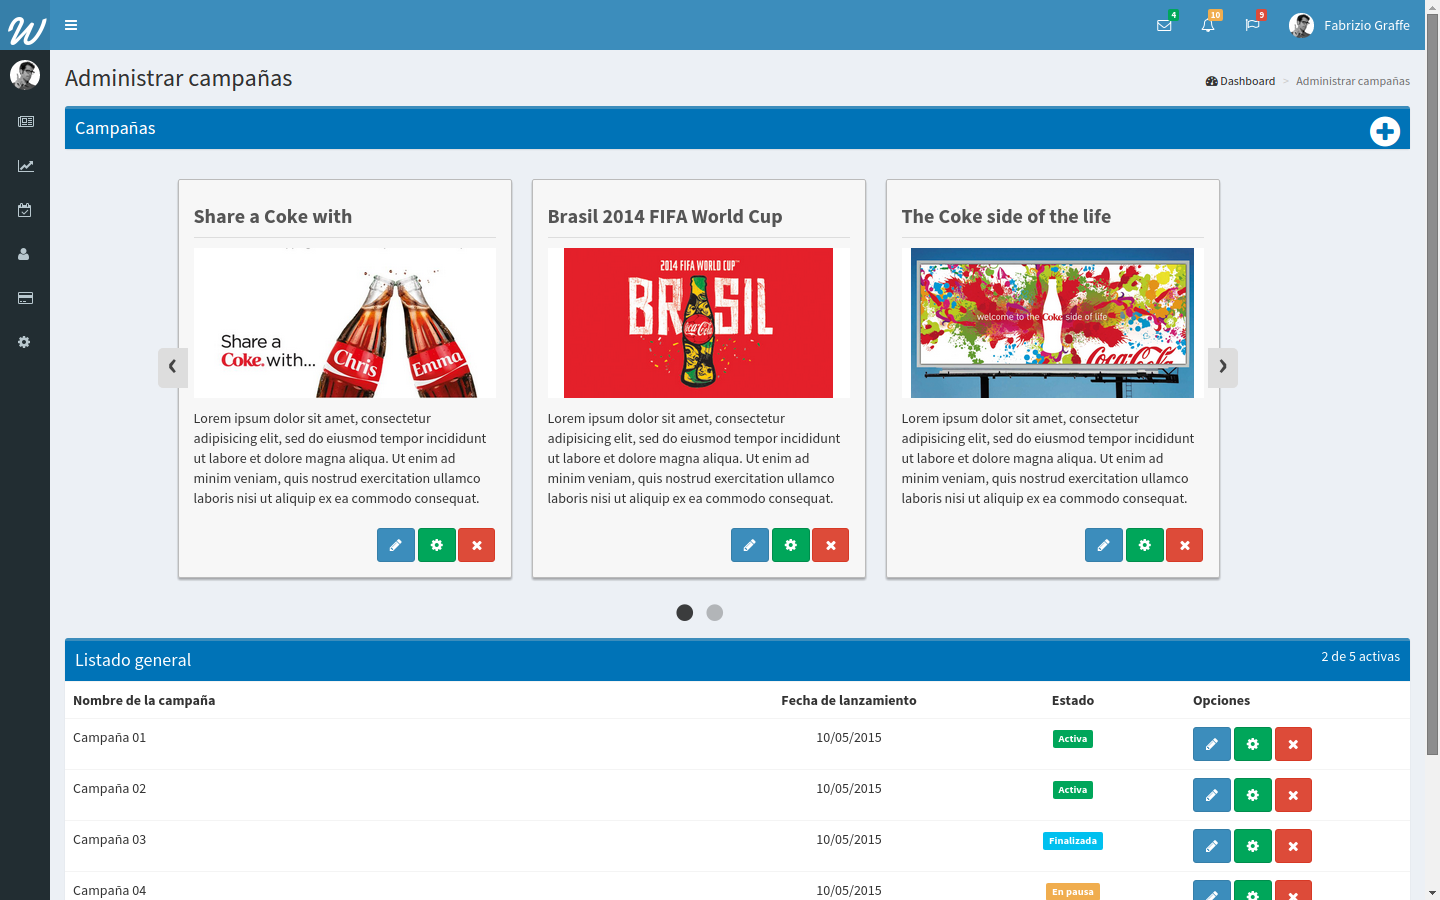 W
4
10
9
Fabrizio Graffe
Administrar campañas
Dashboard > Administrar campañas
Campañas
Share a Coke with
Share a
Coke with...
Chris
Emma
Lorem ipsum dolor sit amet, consectetur
adipisicing elit, sed do eiusmod tempor incididunt
ut labore et dolore magna aliqua. Ut enim ad
minim veniam, quis nostrud exercitation ullamco
laboris nisi ut aliquip ex ea commodo consequat.
Brasil 2014 FIFA World Cup
2014 FIFA WORLD CUP™
BRASIL
Coca-Cola
Lorem ipsum dolor sit amet, consectetur
adipisicing elit, sed do eiusmod tempor incididunt
ut labore et dolore magna aliqua. Ut enim ad
minim veniam, quis nostrud exercitation ullamco
laboris nisi ut aliquip ex ea commodo consequat.
The Coke side of the life
welcome to the Coke side of life
Coca-Cola
Lorem ipsum dolor sit amet, consectetur
adipisicing elit, sed do eiusmod tempor incididunt
ut labore et dolore magna aliqua. Ut enim ad
minim veniam, quis nostrud exercitation ullamco
laboris nisi ut aliquip ex ea commodo consequat.
Listado general
2 de 5 activas
Nombre de la campaña Fecha de lanzamiento Estado Opciones
Campaña 01 10/05/2015 Activa
Campaña 02 10/05/2015 Activa
Campaña 03 10/05/2015 Finalizada
Campaña 04 10/05/2015 En pausa